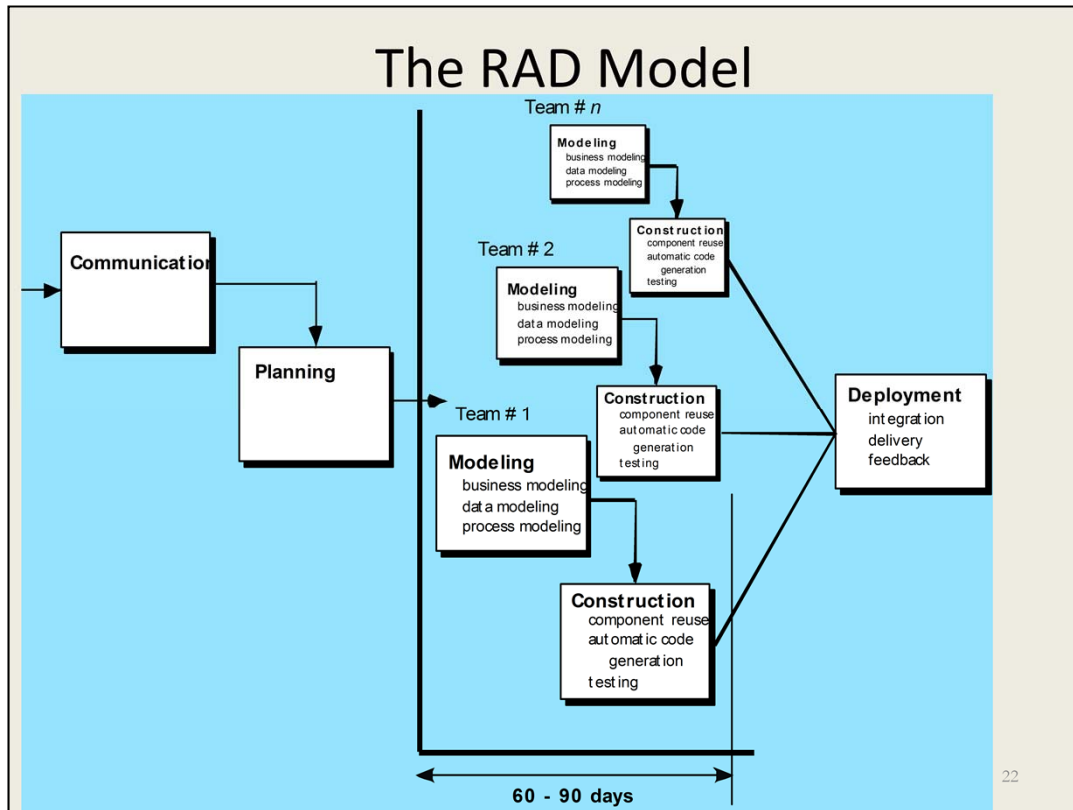 The RAD Model
Team # n
Modeling
business modeling
data modeling
process modeling
Construction
component reuse
automatic code
generation
testing
Team # 2
Modeling
business modeling
data modeling
process modeling
Construction
component reuse
automatic code
generation
testing
Team # 1
Modeling
business modeling
data modeling
process modeling
Construction
component reuse
automatic code
generation
testing
Communication
Planning
Deployment
integration
delivery
feedback
60 - 90 days
22